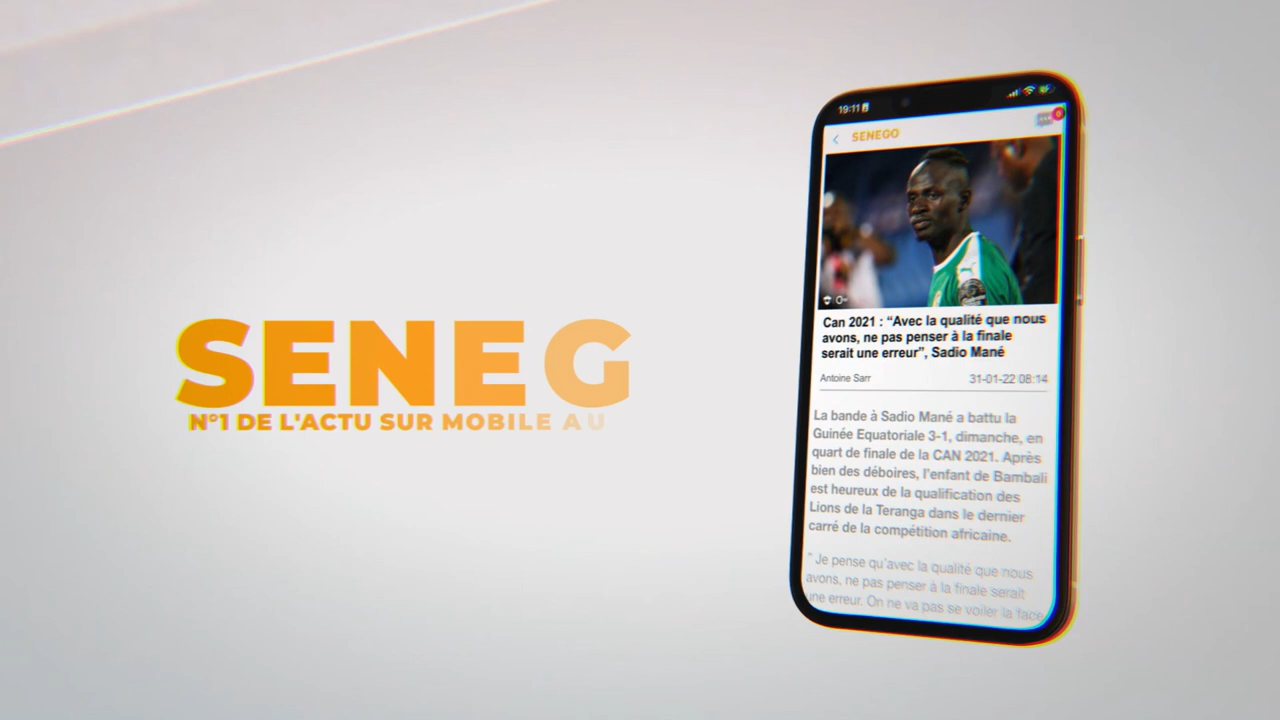 SENEG
N°1 DE L'ACTU SUR MOBILE AU
19:11
SENEGO
Can 2021 : “Avec la qualité que nous
avons, ne pas penser à la finale
serait une erreur”, Sadio Mané
Antoine Sarr 31-01-22 08:14
La bande à Sadio Mané a battu la
Guinée Equatoriale 3-1, dimanche, en
quart de finale de la CAN 2021. Après
bien des déboires, l'enfant de Bambali
est heureux de la qualification des
Lions de la Teranga dans le dernier
carré de la compétition africaine.
" Je pense qu'avec la qualité que nous
avons, ne pas penser à la finale serait
une erreur. On ne va pas se voiler la face